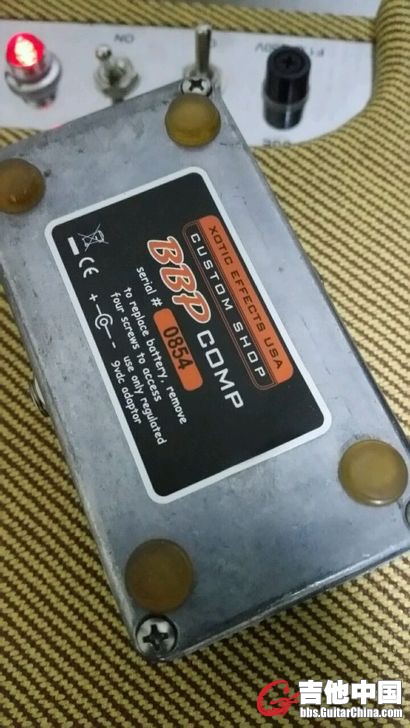 ON
XOTIC EFFECTS USA
CUSTOM SHOP
BBP COMP
serial # 0854
to replace battery, remove
four screws to access
use only regulated
9vdc adaptor
CE
+ -
吉他中国
bbs.GuitarChina.com